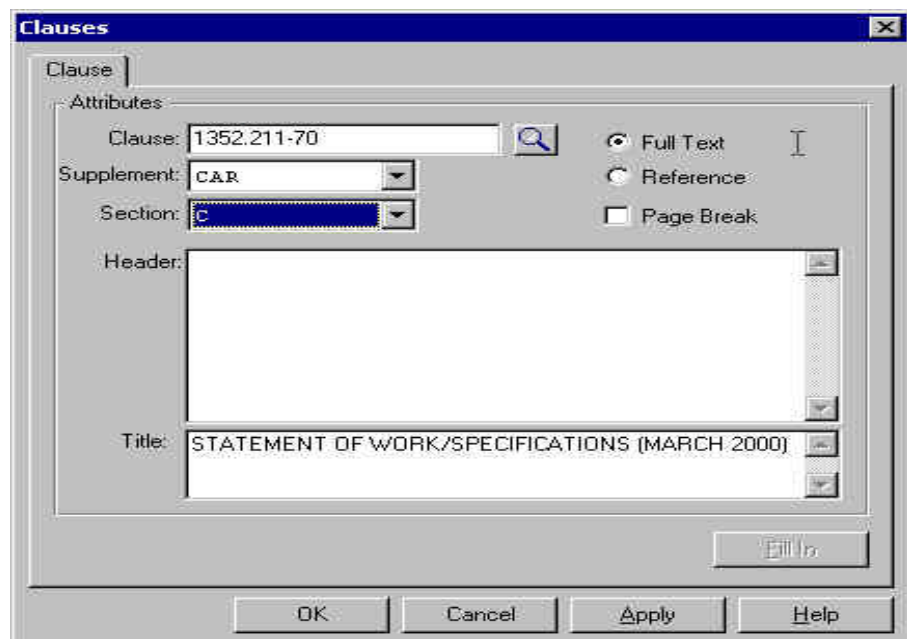 Clauses
Clause
Attributes
Clause: 1352.211-70
Full Text
Supplement: CAR
Reference
Section: C
Page Break
Header:
Title: STATEMENT OF WORK/SPECIFICATIONS (MARCH 2000)
Fill In
OK Cancel Apply Help